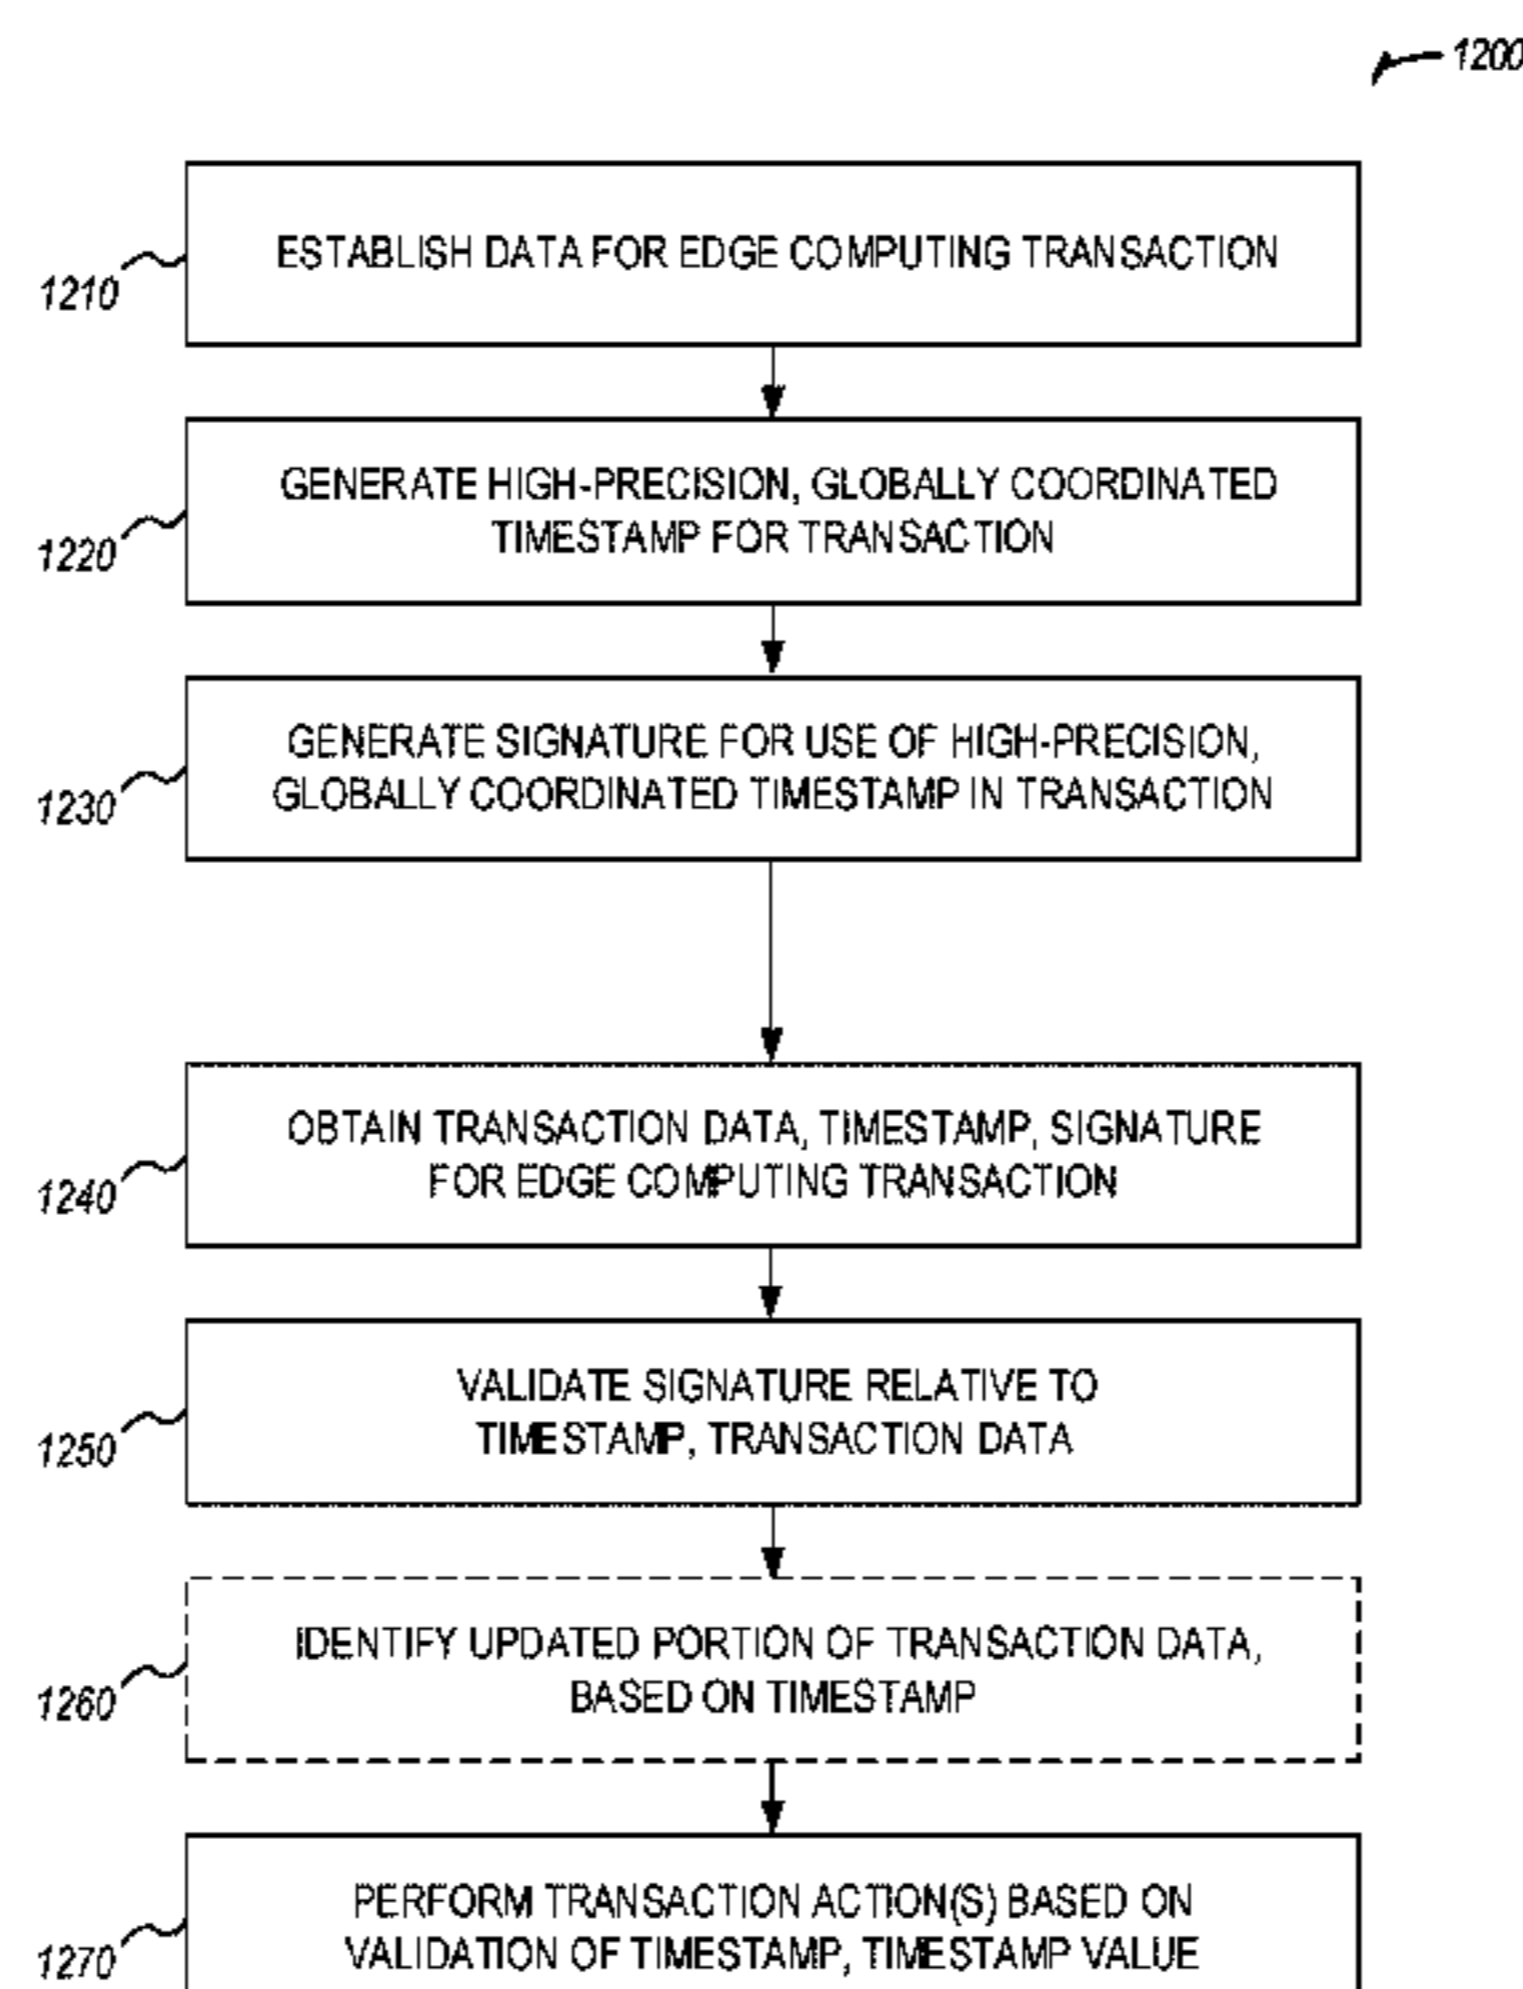 1200
ESTABLISH DATA FOR EDGE COMPUTING TRANSACTION
1210
GENERATE HIGH-PRECISION, GLOBALLY COORDINATED
TIMESTAMP FOR TRANSACTION
1220
GENERATE SIGNATURE FOR USE OF HIGH-PRECISION,
GLOBALLY COORDINATED TIMESTAMP IN TRANSACTION
1230
OBTAIN TRANSACTION DATA, TIMESTAMP, SIGNATURE
FOR EDGE COMPUTING TRANSACTION
1240
VALIDATE SIGNATURE RELATIVE TO
TIMESTAMP, TRANSACTION DATA
1250
IDENTIFY UPDATED PORTION OF TRANSACTION DATA,
BASED ON TIMESTAMP
1260
PERFORM TRANSACTION ACTION(S) BASED ON
VALIDATION OF TIMESTAMP, TIMESTAMP VALUE
1270